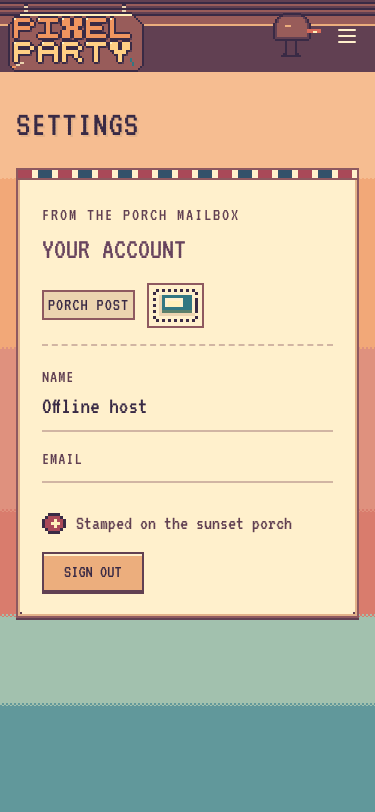 PIXEL
PARTY
SETTINGS
FROM THE PORCH MAILBOX
YOUR ACCOUNT
PORCH POST
NAME
Offline host
EMAIL
Stamped on the sunset porch
SIGN OUT